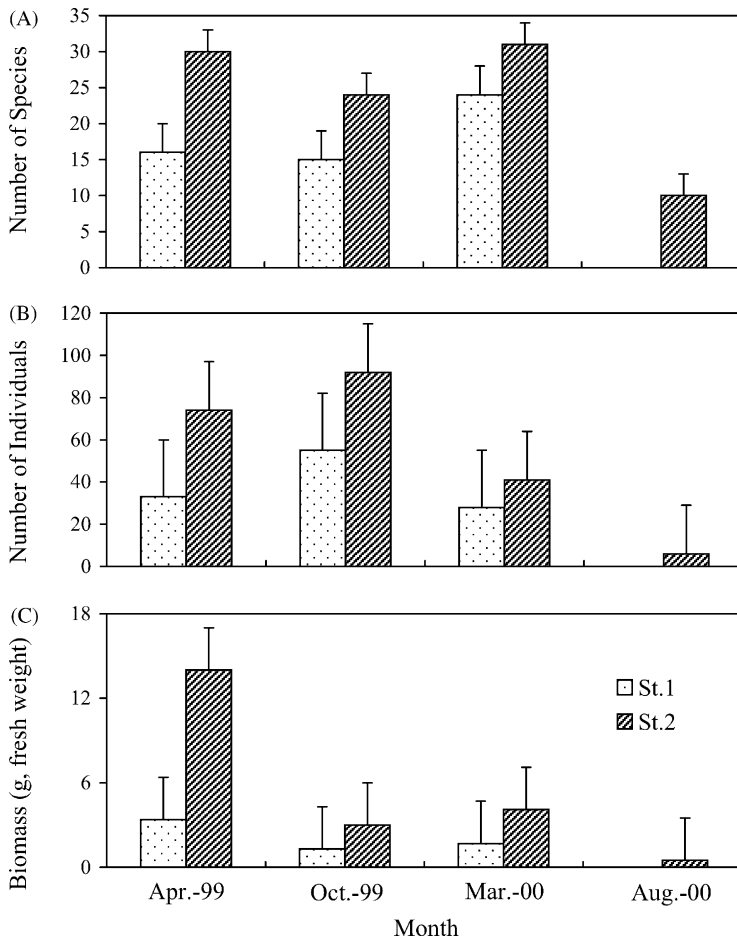 (A)
Number of Species
35
30
25
20
15
10
5
0
(B)
Number of Individuals
120
100
80
60
40
20
0
(C)
Biomass (g, fresh weight)
18
12
6
0
St.1
St.2
Apr.-99 Oct.-99 Mar.-00 Aug.-00
Month